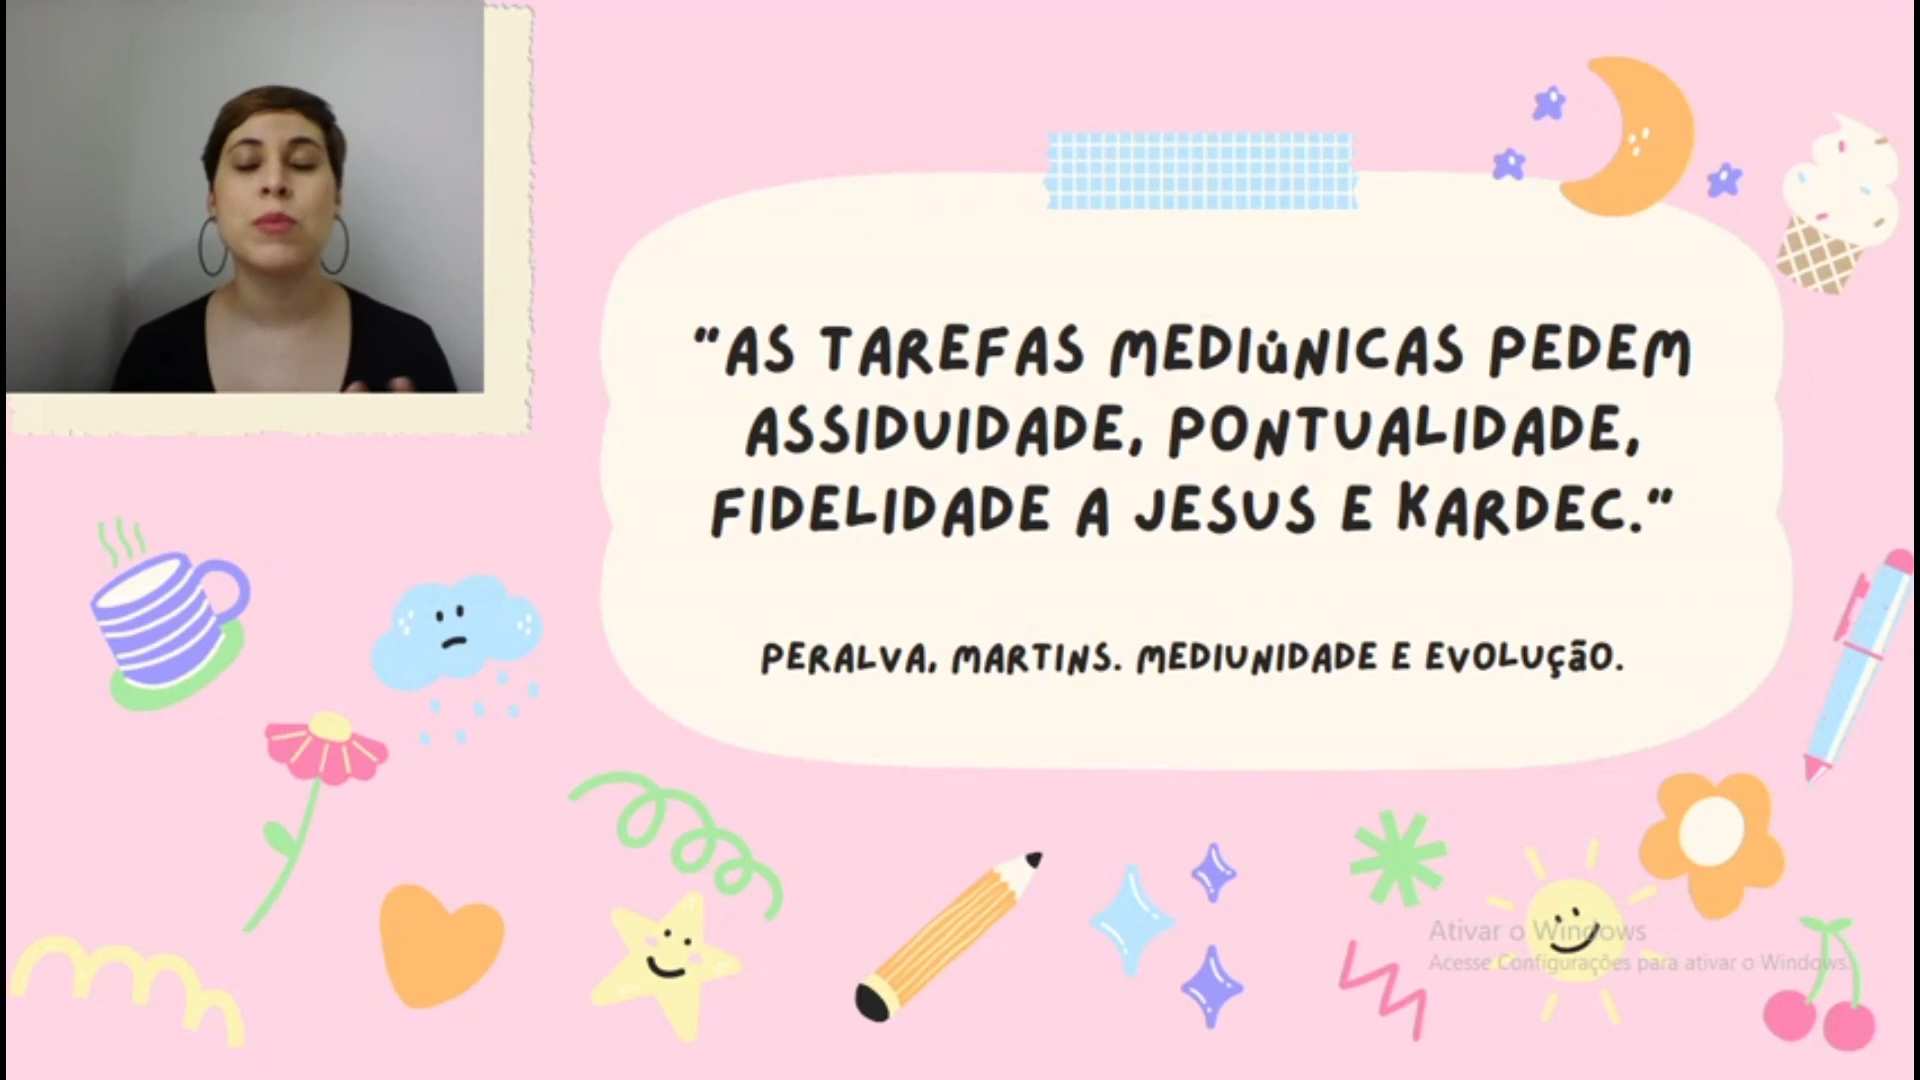 "AS TAREFAS MEDIÚNICAS PEDEM
ASSIDUIDADE, PONTUALIDADE,
FIDELIDADE A JESUS E KARDEC."
PERALVA, MARTINS. MEDIUNIDADE E EVOLUÇÃO.
Ativar o Windows
Acesse Configurações para ativar o Windows.